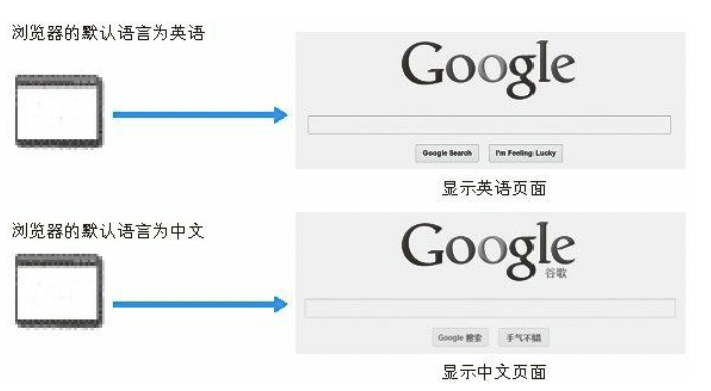 浏览器的默认语言为英语
Google
Google Search I'm Feeling Lucky
显示英语页面
浏览器的默认语言为中文
Google
谷歌
Google 搜索 手气不错
显示中文页面